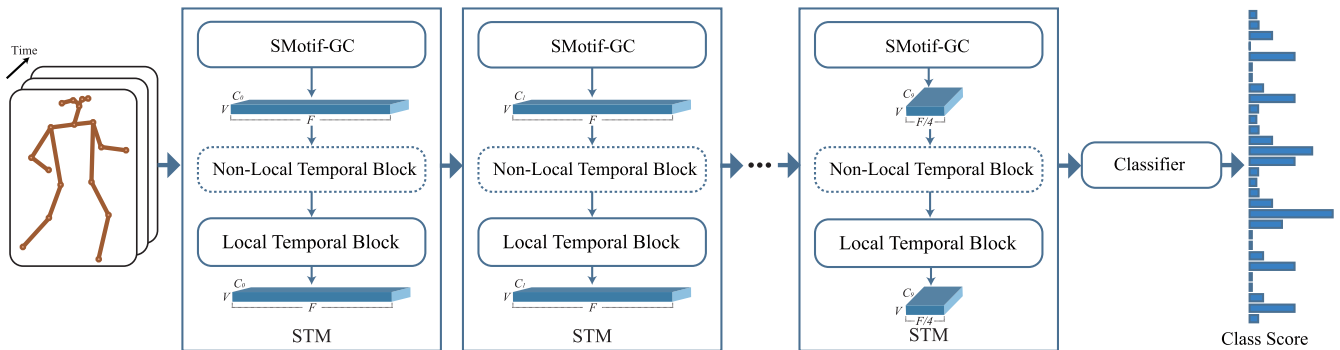 Time
SMotif-GC
C₀
V
F
Non-Local Temporal Block
Local Temporal Block
C₀
V
F
STM
SMotif-GC
C₁
V
F
Non-Local Temporal Block
Local Temporal Block
C₁
V
F
STM
•••
SMotif-GC
C₉
V
F/4
Non-Local Temporal Block
Local Temporal Block
C₉
V
F/4
STM
Classifier
Class Score